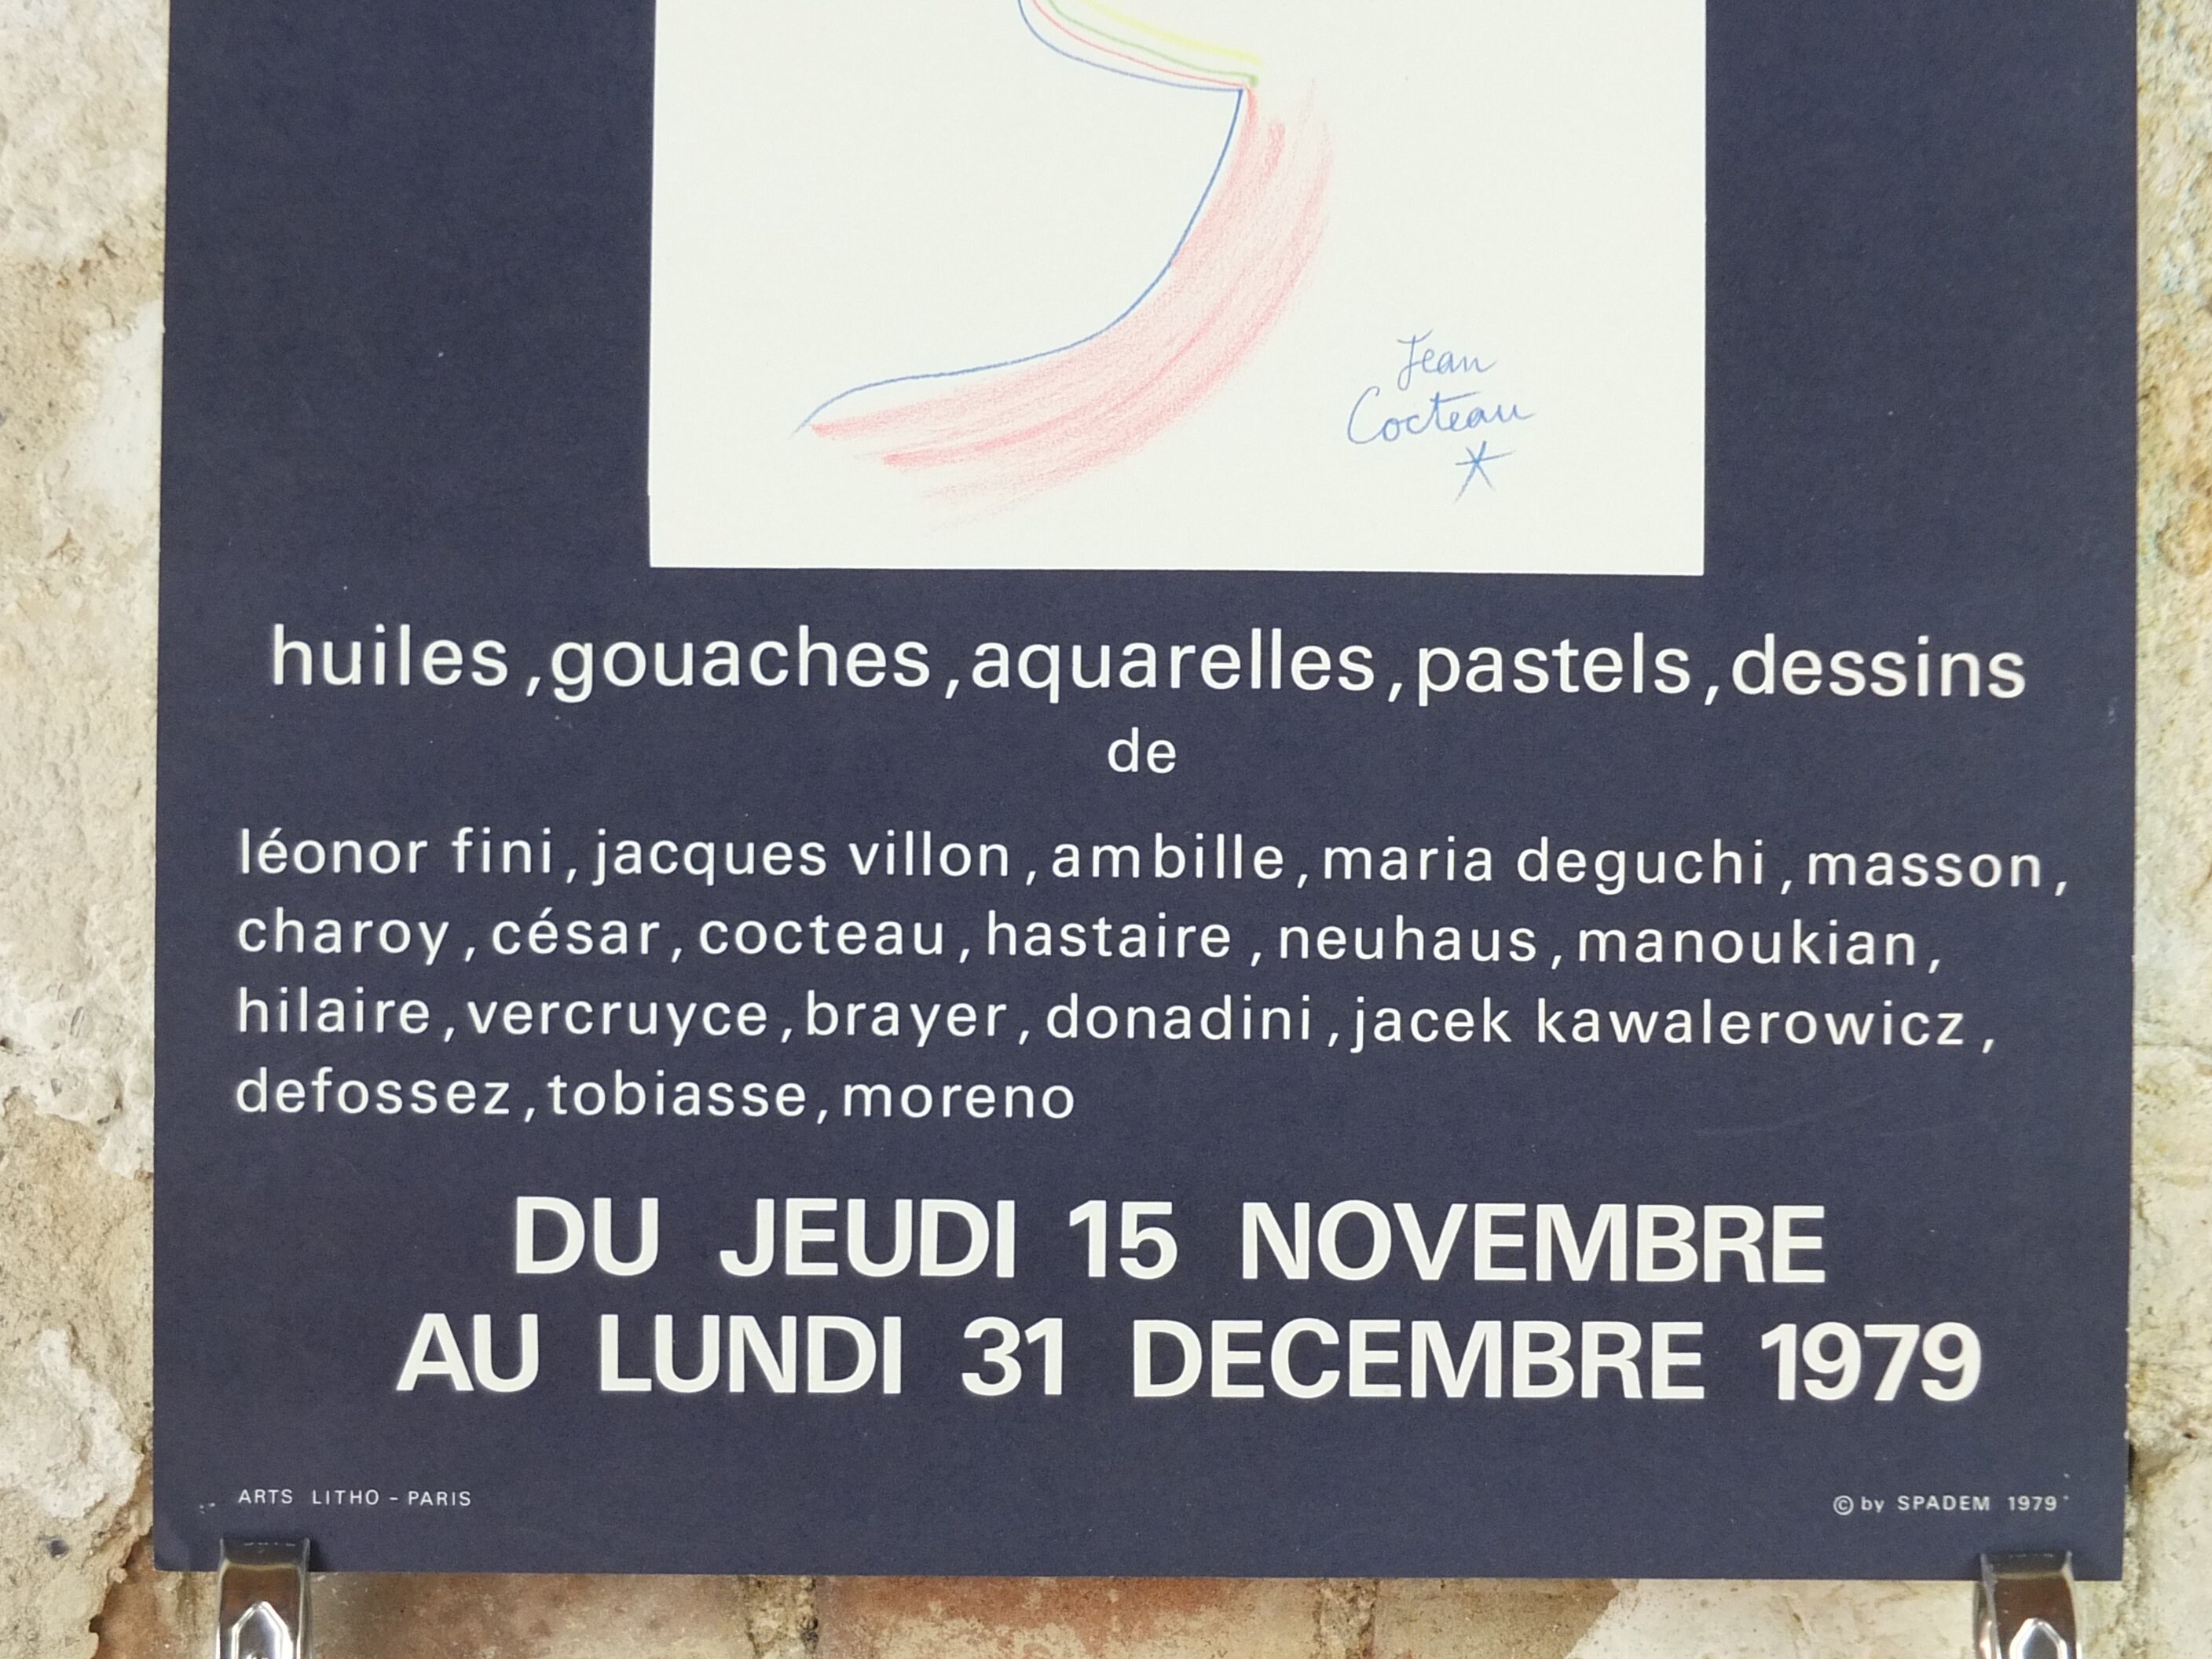 Jean
Cocteau
huiles, gouaches, aquarelles, pastels, dessins
de
léonor fini, jacques villon, ambille, maria deguchi, masson,
charoy, césar, cocteau, hastaire, neuhaus, manoukian,
hilaire, vercruyce, brayer, donadini, jacek kawalerowicz,
defossez, tobiasse, moreno
DU JEUDI 15 NOVEMBRE
AU LUNDI 31 DECEMBRE 1979
ARTS LITHO - PARIS
© by SPADEM 1979